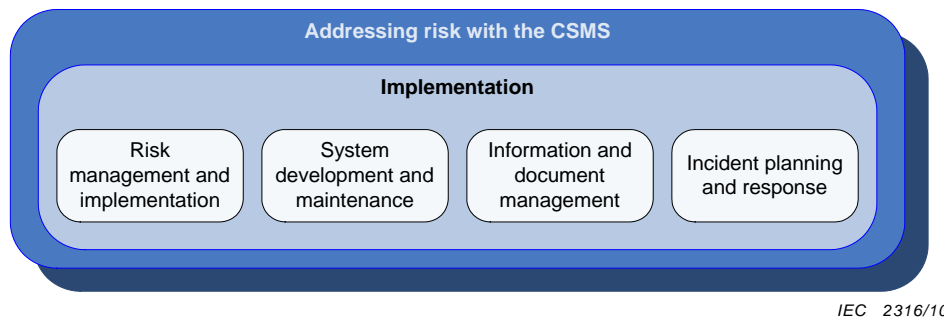 Addressing risk with the CSMS
Implementation
Risk
management and
implementation
System
development and
maintenance
Information and
document
management
Incident planning
and response
IEC 2316/10